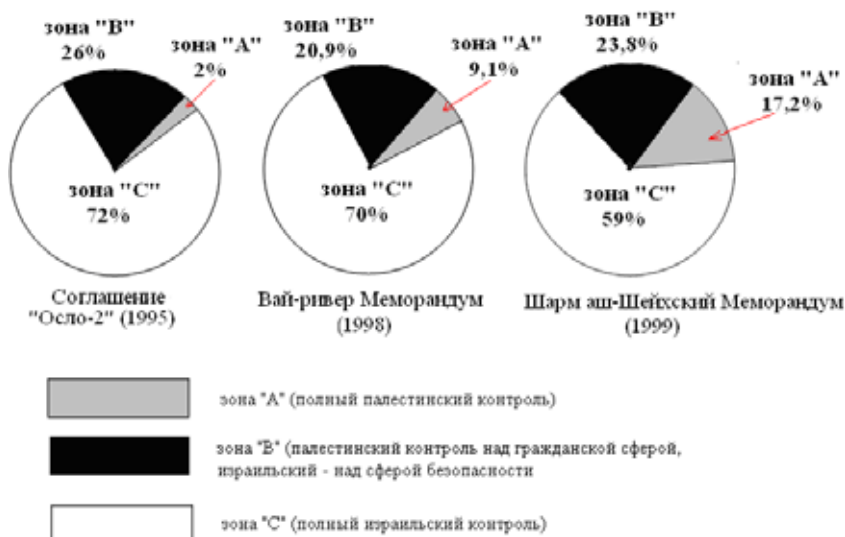 зона "B"
26%
зона "A"
2%
зона "C"
72%
Соглашение
"Осло-2" (1995)
зона "B"
20,9%
зона "A"
9,1%
зона "C"
70%
Вай-ривер Меморандум
(1998)
зона "B"
23,8%
зона "A"
17,2%
зона "C"
59%
Шарм аш-Шейхский Меморандум
(1999)
зона "A" (полный палестинский контроль)
зона "B" (палестинский контроль над гражданской сферой,
израильский - над сферой безопасности
зона "C" (полный израильский контроль)